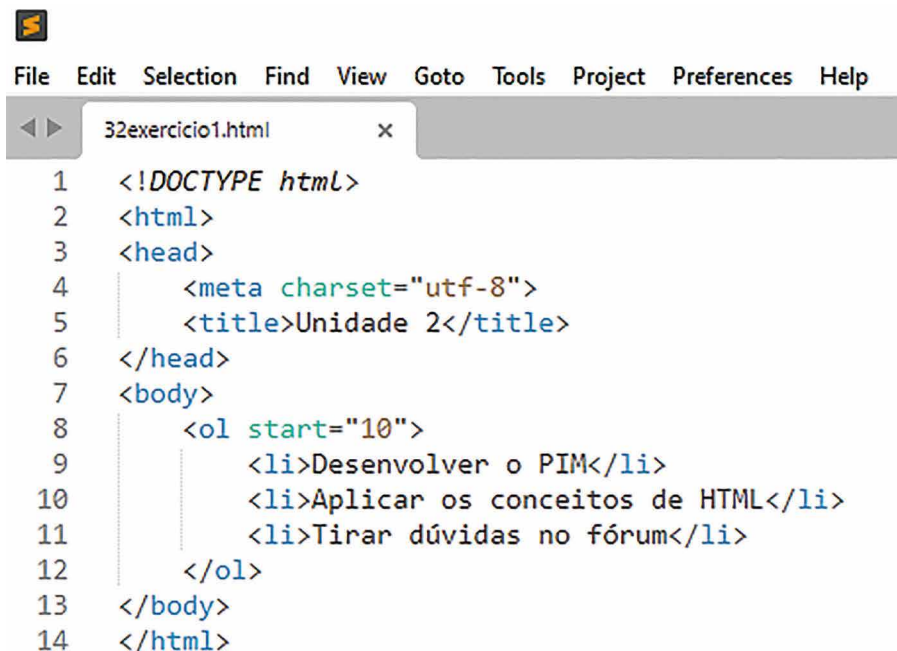 File Edit Selection Find View Goto Tools Project Preferences Help
32exercicio1.html ×
1 <!DOCTYPE html>
2 <html>
3 <head>
4 <meta charset="utf-8">
5 <title>Unidade 2</title>
6 </head>
7 <body>
8 <ol start="10">
9 <li>Desenvolver o PIM</li>
10 <li>Aplicar os conceitos de HTML</li>
11 <li>Tirar dúvidas no fórum</li>
12 </ol>
13 </body>
14 </html>